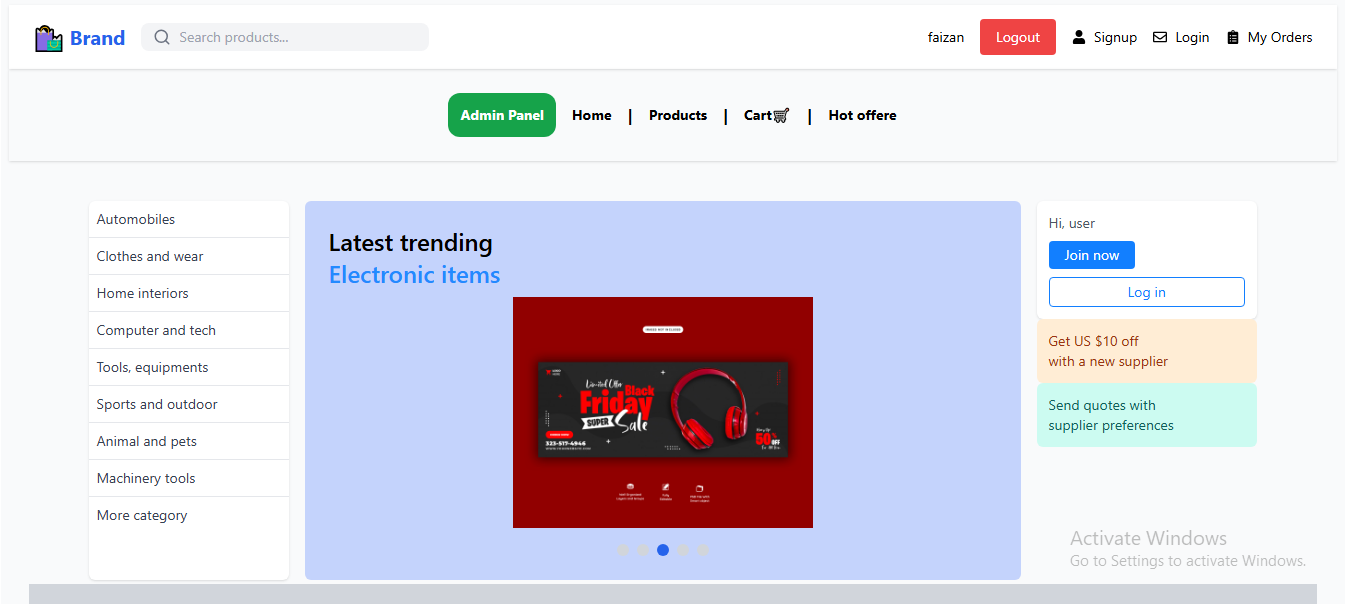 Brand
Search products...
faizan
Logout
Signup
Login
My Orders
Admin Panel
Home | Products | Cart | Hot offere
Automobiles
Clothes and wear
Home interiors
Computer and tech
Tools, equipments
Sports and outdoor
Animal and pets
Machinery tools
More category
Latest trending
Electronic items
Limited Offer
Black
Friday
SUPER Sale
323-517-4946
50% OFF
Hi, user
Join now
Log in
Get US $10 off
with a new supplier
Send quotes with
supplier preferences
Activate Windows
Go to Settings to activate Windows.